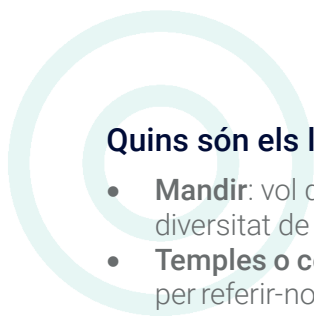 Quins són els
• Mandir: vol
diversitat de
• Temples o
per referir-no